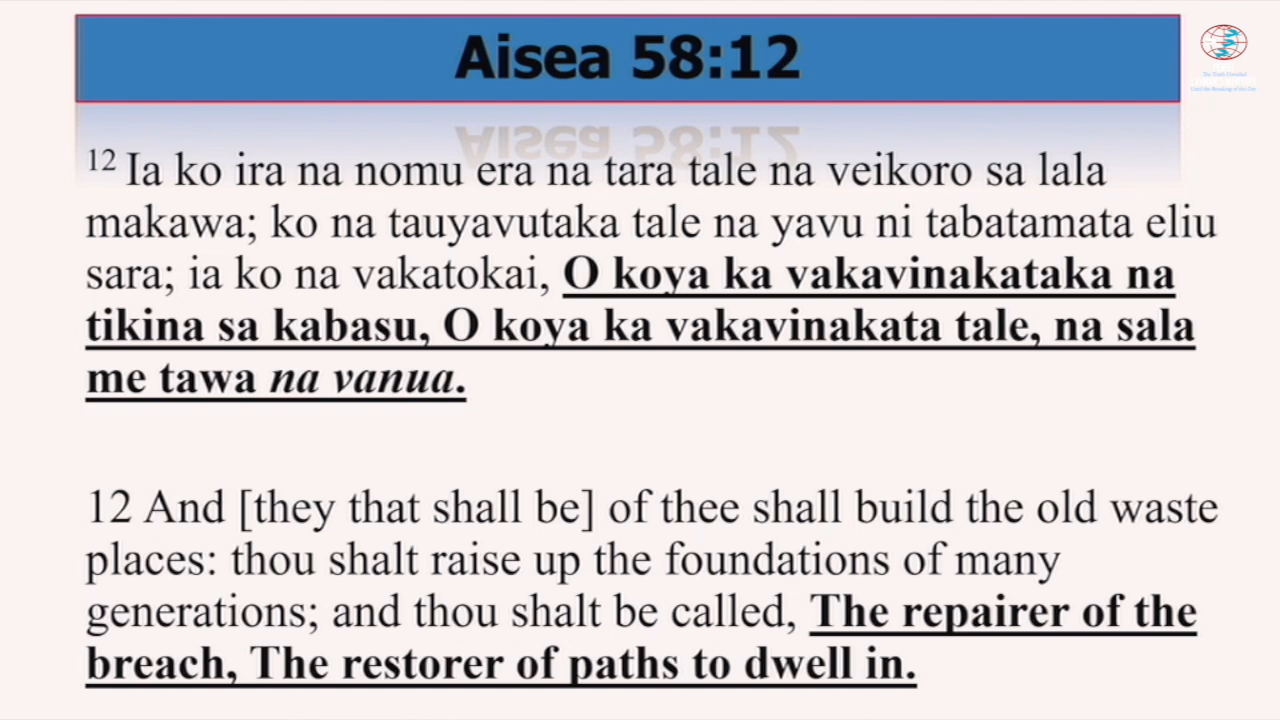 Aisea 58:12
12 Ia ko ira na nomu era na tara tale na veikoro sa lala
makawa; ko na tauyavutaka tale na yavu ni tabatamata eliu
sara; ia ko na vakatokai, O koya ka vakavinakataka na
tikina sa kabasu, O koya ka vakavinakata tale, na sala
me tawa na vanua.
12 And [they that shall be] of thee shall build the old waste
places: thou shalt raise up the foundations of many
generations; and thou shalt be called, The repairer of the
breach, The restorer of paths to dwell in.